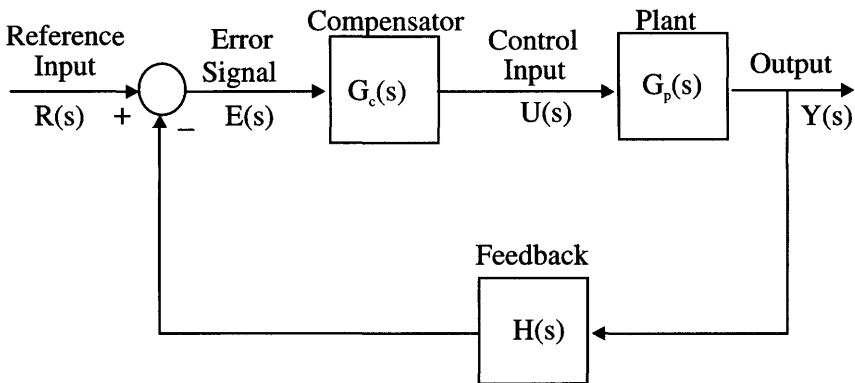 Reference
Input
R(s)
+
−
Error
Signal
E(s)
Compensator
G_c(s)
Control
Input
U(s)
Plant
G_p(s)
Output
Y(s)
Feedback
H(s)